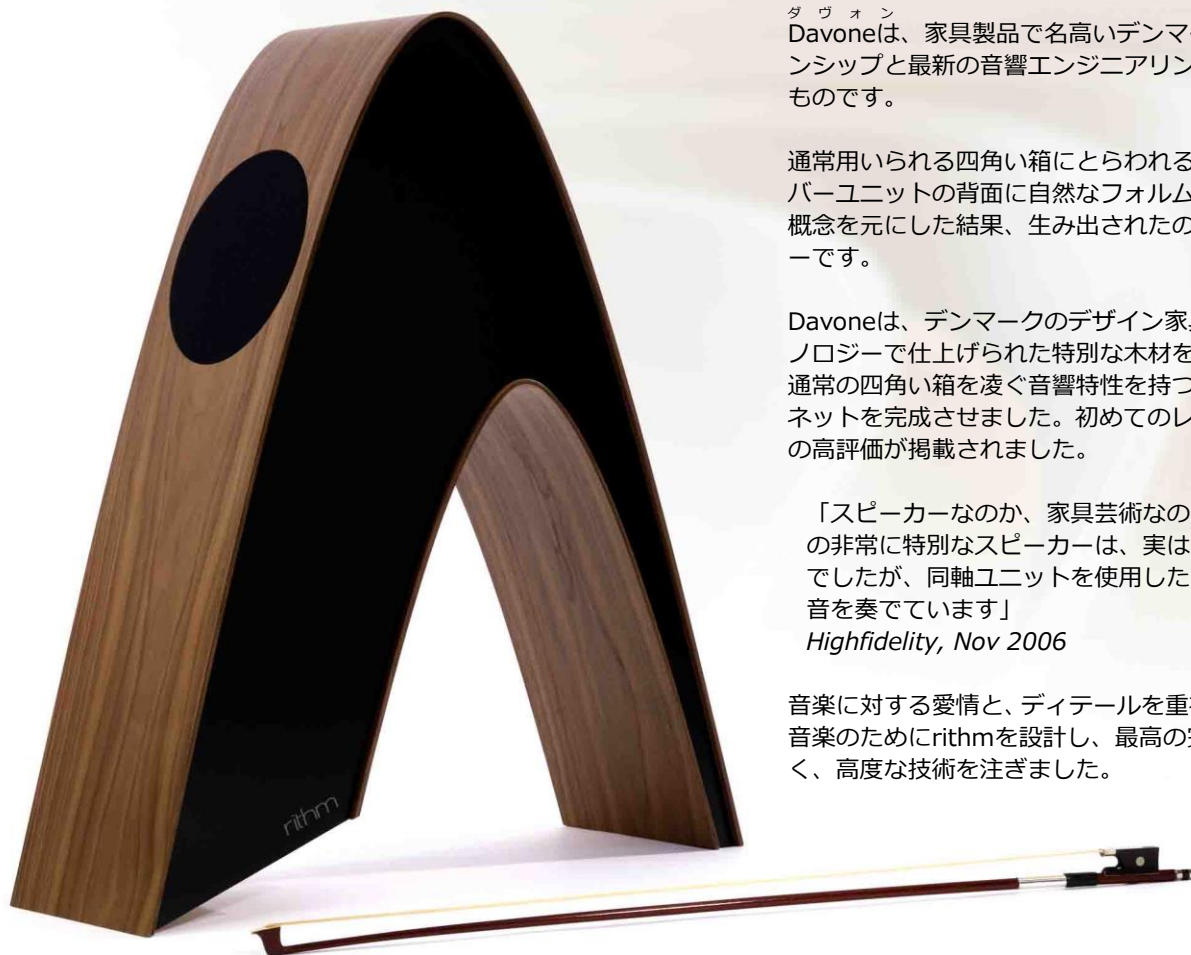 rithm
ダヴォン
Davoneは、家具製品で名高いデンマ
ンシップと最新の音響エンジニアリン
ものです。
通常用いられる四角い箱にとらわれる
バーユニットの背面に自然なフォルム
概念を元にした結果、生み出されたの
ーです。
Davoneは、デンマークのデザイン家
ノロジーで仕上げられた特別な木材を
通常の四角い箱を凌ぐ音響特性を持つ
ネットを完成させました。初めてのレ
の高評価が掲載されました。
「スピーカーなのか、家具芸術なの
の非常に特別なスピーカーは、実は
でしたが、同軸ユニットを使用した
音を奏でています」
Highfidelity, Nov 2006
音楽に対する愛情と、ディテールを重
音楽のためにrithmを設計し、最高の
く、高度な技術を注ぎました。